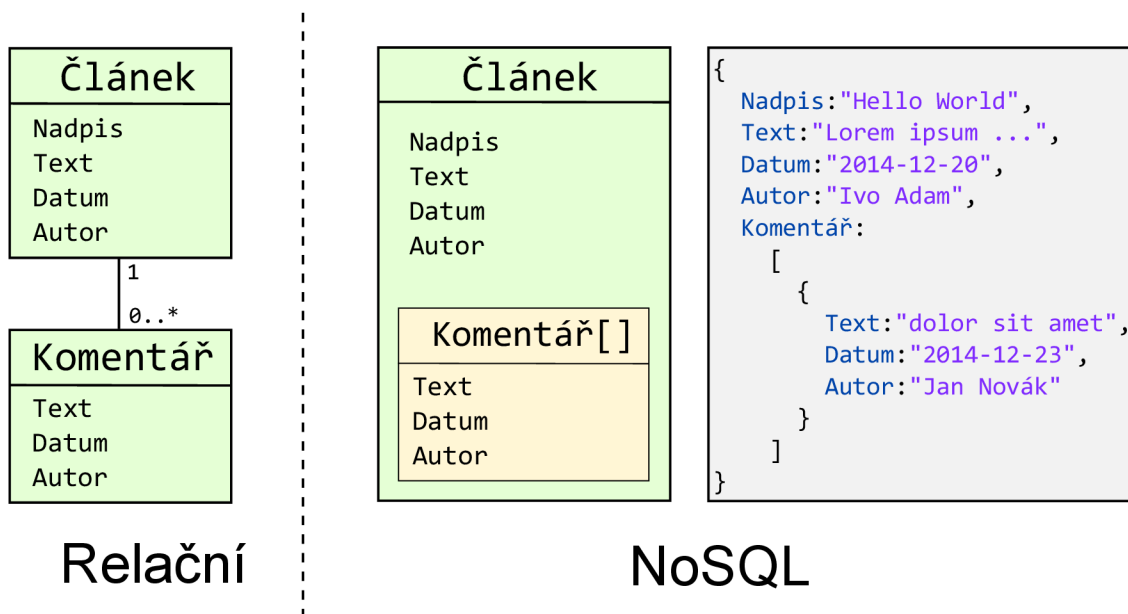 Článek
Nadpis
Text
Datum
Autor
1
0..*
Komentář
Text
Datum
Autor
Relační
Článek
Nadpis
Text
Datum
Autor
Komentář[]
Text
Datum
Autor
{
Nadpis:"Hello World",
Text:"Lorem ipsum ...",
Datum:"2014-12-20",
Autor:"Ivo Adam",
Komentář:
[
{
Text:"dolor sit amet",
Datum:"2014-12-23",
Autor:"Jan Novák"
}
]
}
NoSQL